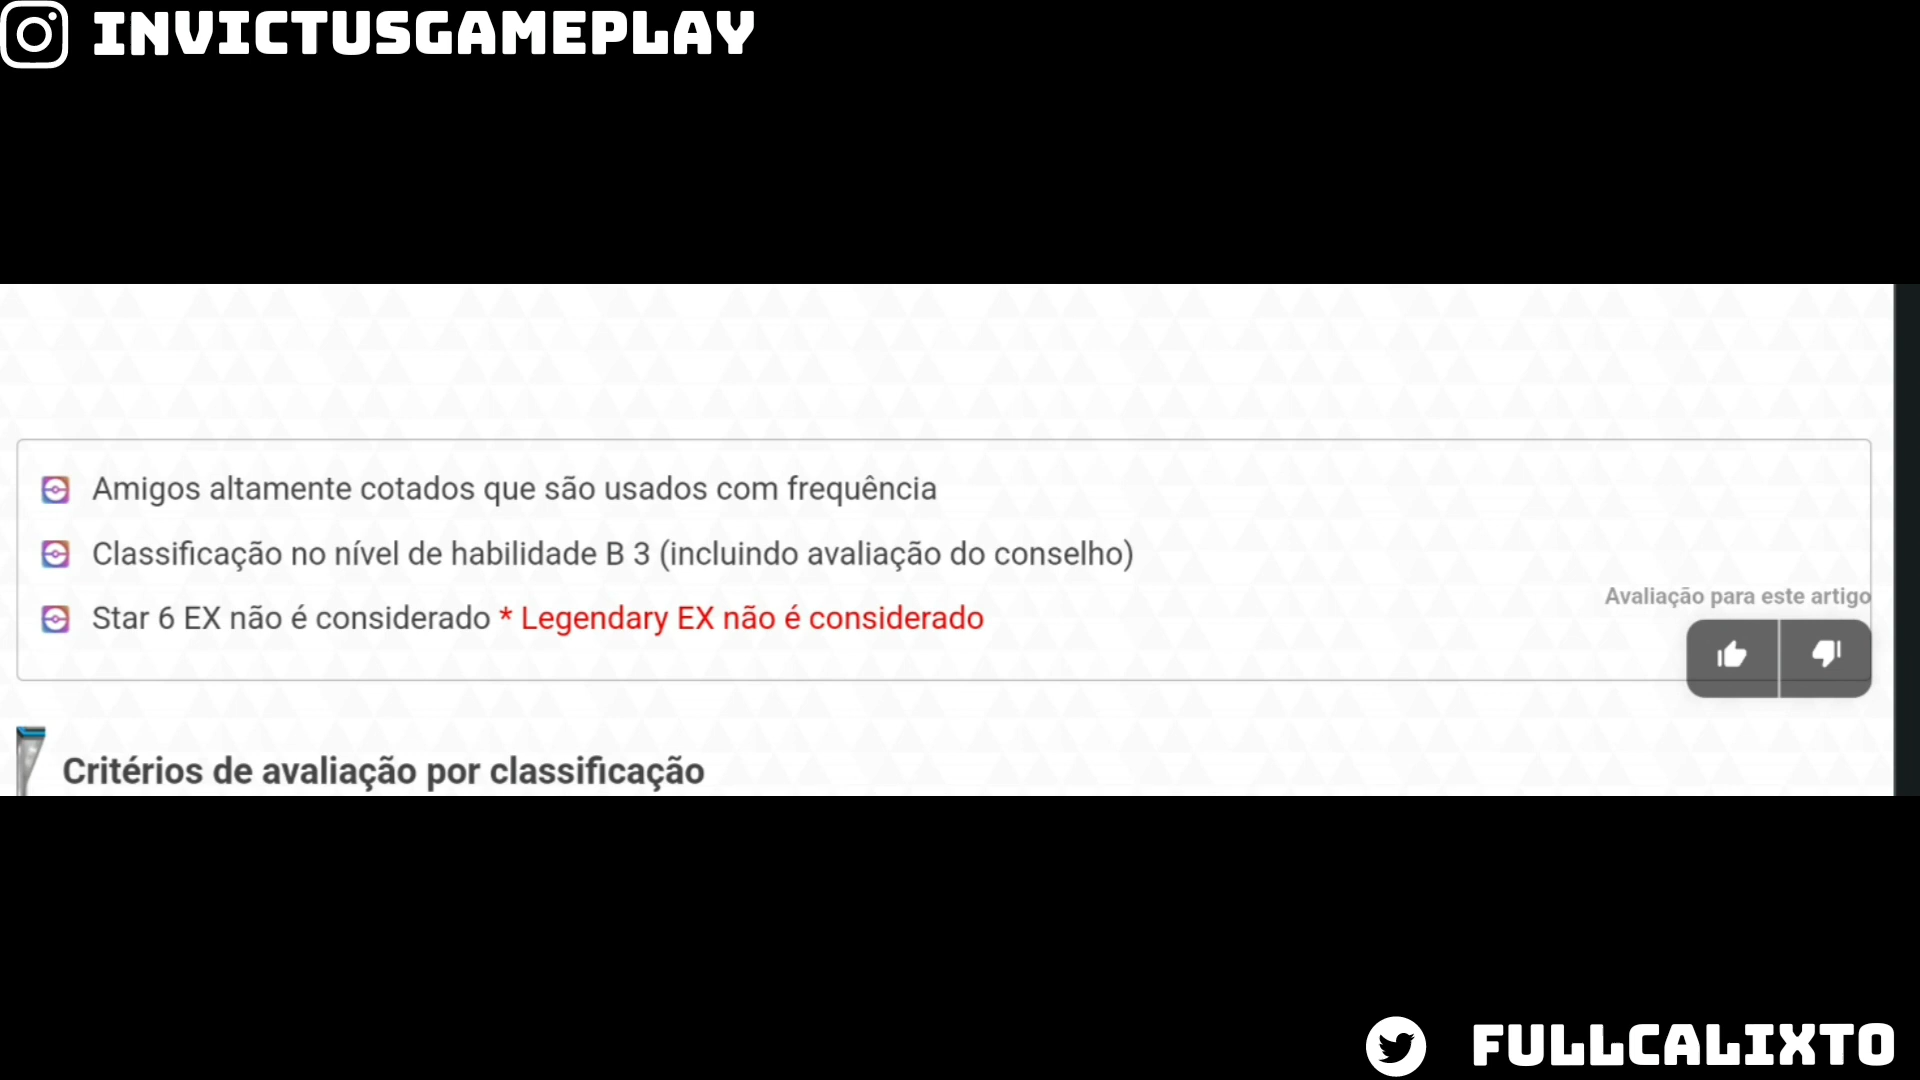 INVICTUSGAMEPLAY
Amigos altamente cotados que são usados com frequência
Classificação no nível de habilidade B 3 (incluindo avaliação do conselho)
Avaliação para este artigo
Star 6 EX não é considerado * Legendary EX não é considerado
Critérios de avaliação por classificação
FULLCALIXTO